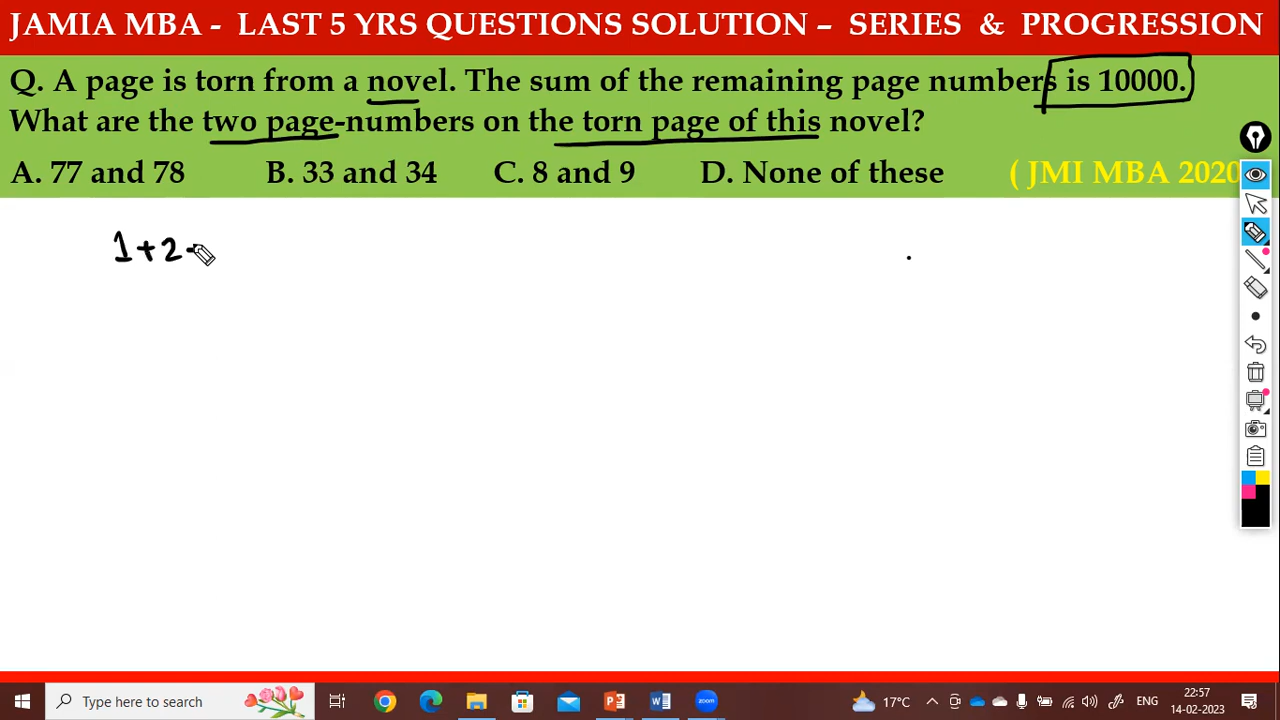 JAMIA MBA - LAST 5 YRS QUESTIONS SOLUTION – SERIES & PROGRESSION
Q. A page is torn from a novel. The sum of the remaining page numbers is 10000.
What are the two page-numbers on the torn page of this novel?
A. 77 and 78 B. 33 and 34 C. 8 and 9 D. None of these ( JMI MBA 2020
1+2
Type here to search
17°C
ENG
22:57
14-02-2023